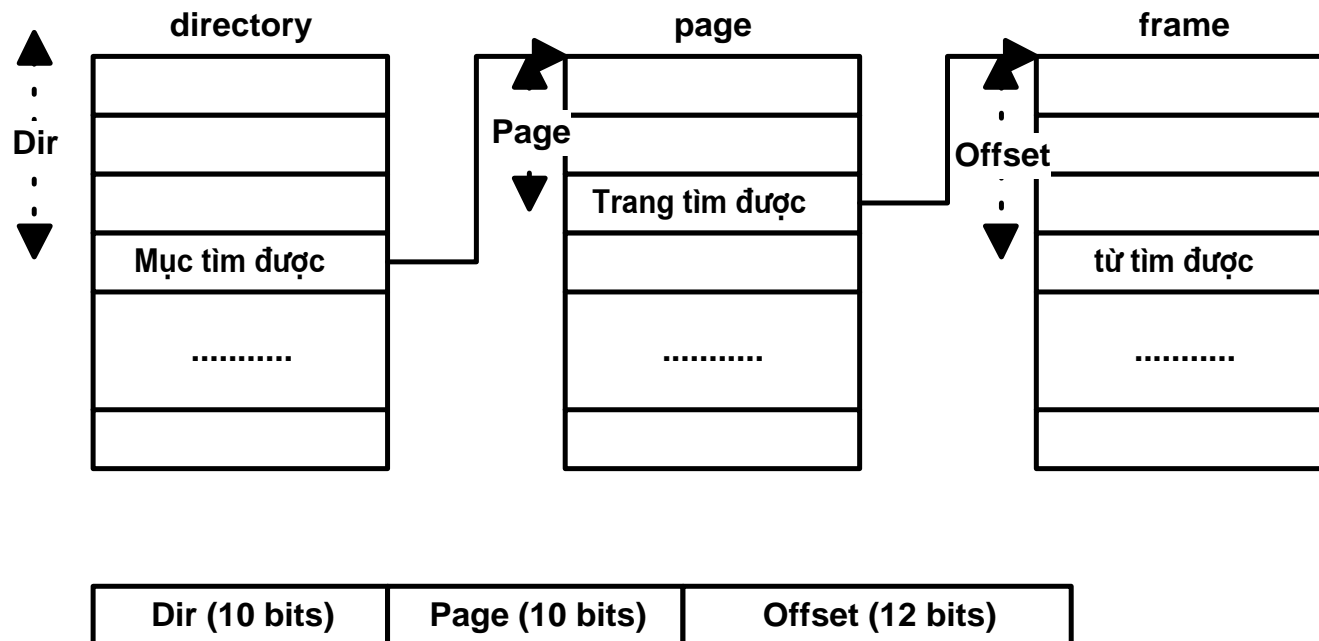 directory
page
frame
Dir
Page
Offset
Trang tìm được
Mục tìm được
từ tìm được
...........
...........
...........
Dir (10 bits)
Page (10 bits)
Offset (12 bits)